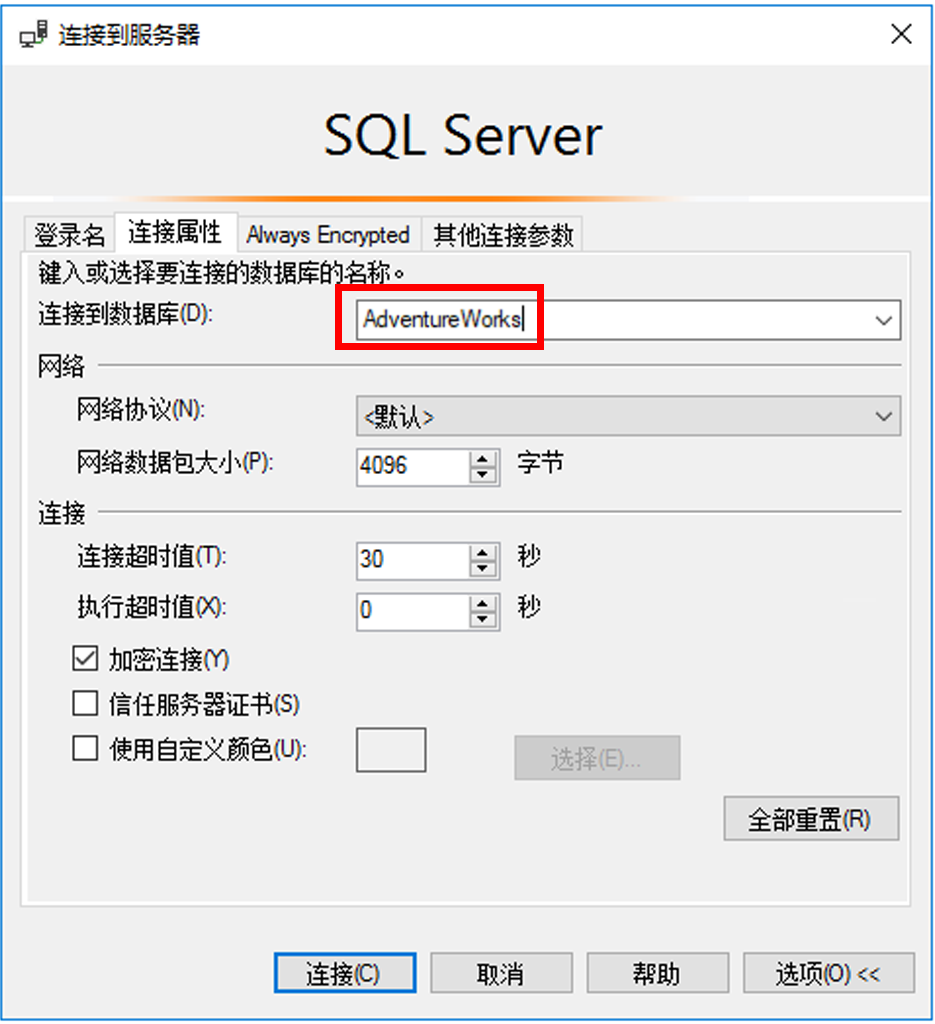 连接到服务器
SQL Server
登录名 连接属性 Always Encrypted 其他连接参数
键入或选择要连接的数据库的名称。
连接到数据库(D): AdventureWorks
网络
网络协议(N): <默认>
网络数据包大小(P): 4096 字节
连接
连接超时值(T): 30 秒
执行超时值(X): 0 秒
加密连接(Y)
信任服务器证书(S)
使用自定义颜色(U): 选择(E)...
全部重置(R)
连接(C) 取消 帮助 选项(O) <<